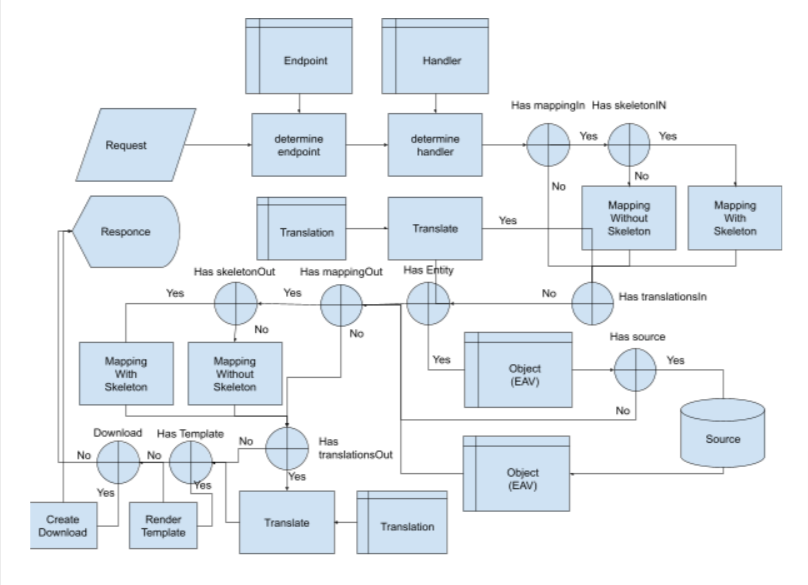 Endpoint
Handler
Has mappingIn
Has skeletonIN
Request
determine
endpoint
determine
handler
Yes
Yes
No
No
Mapping
Without
Skeleton
Mapping
With
Skeleton
Responce
Translation
Translate
Yes
Has skeletonOut
Has mappingOut
Has Entity
Yes
Yes
No
Has translationsIn
No
No
Has source
Mapping
With
Skeleton
Mapping
Without
Skeleton
Yes
Object
(EAV)
Yes
No
Source
Download
Has Template
No
No
No
Has
translationsOut
Yes
Yes
Yes
Object
(EAV)
Create
Download
Render
Template
Translate
Translation